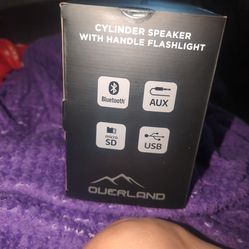 CYLINDER SPEAKER
WITH HANDLE FLASHLIGHT
Bluetooth
AUX
micro
SD
USB
OVERLAND